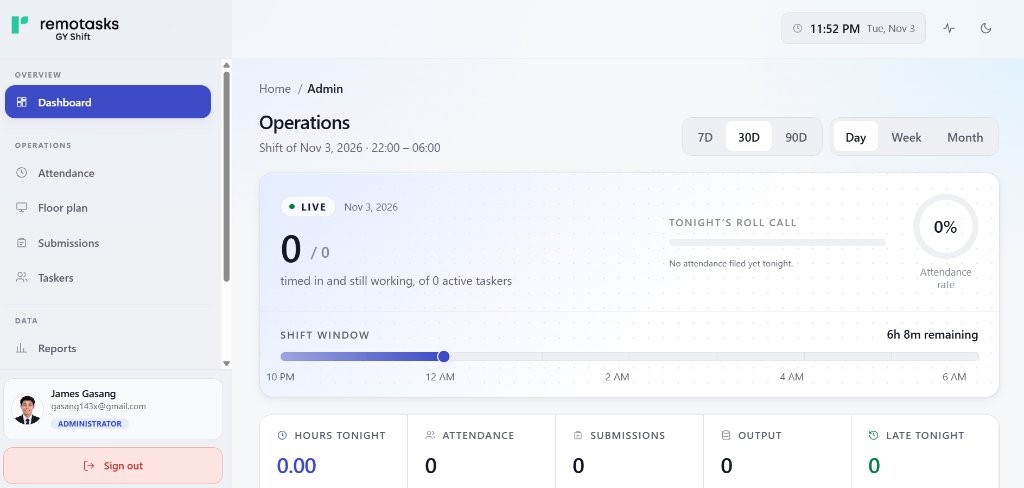 remotasks
GY Shift
11:52 PM Tue, Nov 3
OVERVIEW
Dashboard
OPERATIONS
Attendance
Floor plan
Submissions
Taskers
DATA
Reports
James Gasang
gasang143x@gmail.com
ADMINISTRATOR
Sign out
Home / Admin
Operations
Shift of Nov 3, 2026 · 22:00 – 06:00
7D 30D 90D
Day Week Month
LIVE Nov 3, 2026
0 / 0
timed in and still working, of 0 active taskers
TONIGHT'S ROLL CALL
No attendance filed yet tonight.
0%
Attendance
rate
SHIFT WINDOW
6h 8m remaining
10 PM 12 AM 2 AM 4 AM 6 AM
HOURS TONIGHT
0.00
ATTENDANCE
0
SUBMISSIONS
0
OUTPUT
0
LATE TONIGHT
0